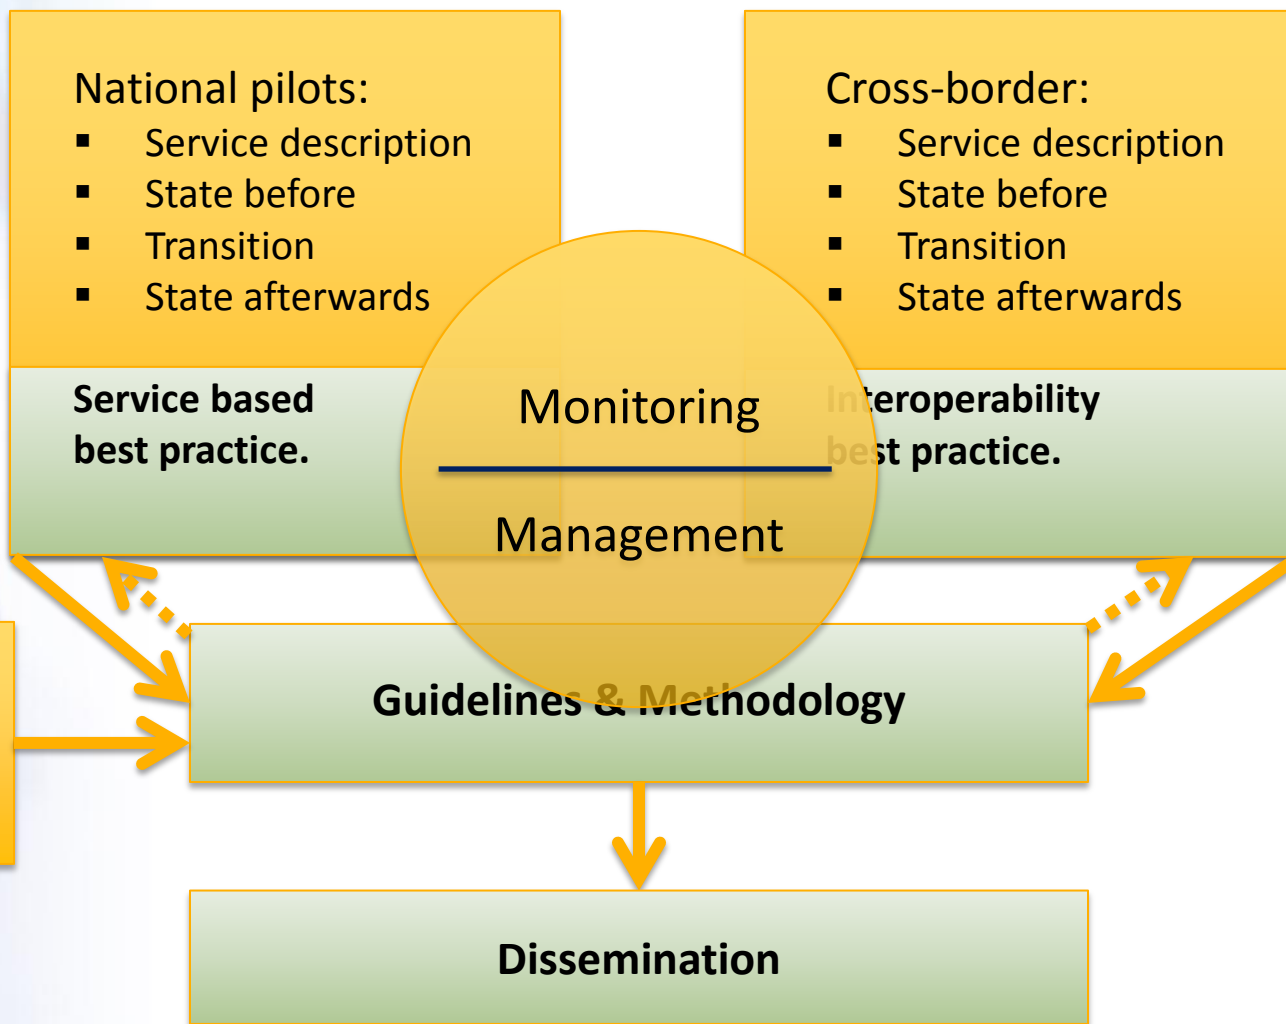 National pilots:
▪ Service description
▪ State before
▪ Transition
▪ State afterwards
Service based
best practice.
Cross-border:
▪ Service description
▪ State before
▪ Transition
▪ State afterwards
Interoperability
best practice.
Monitoring
Management
Guidelines & Methodology
Dissemination